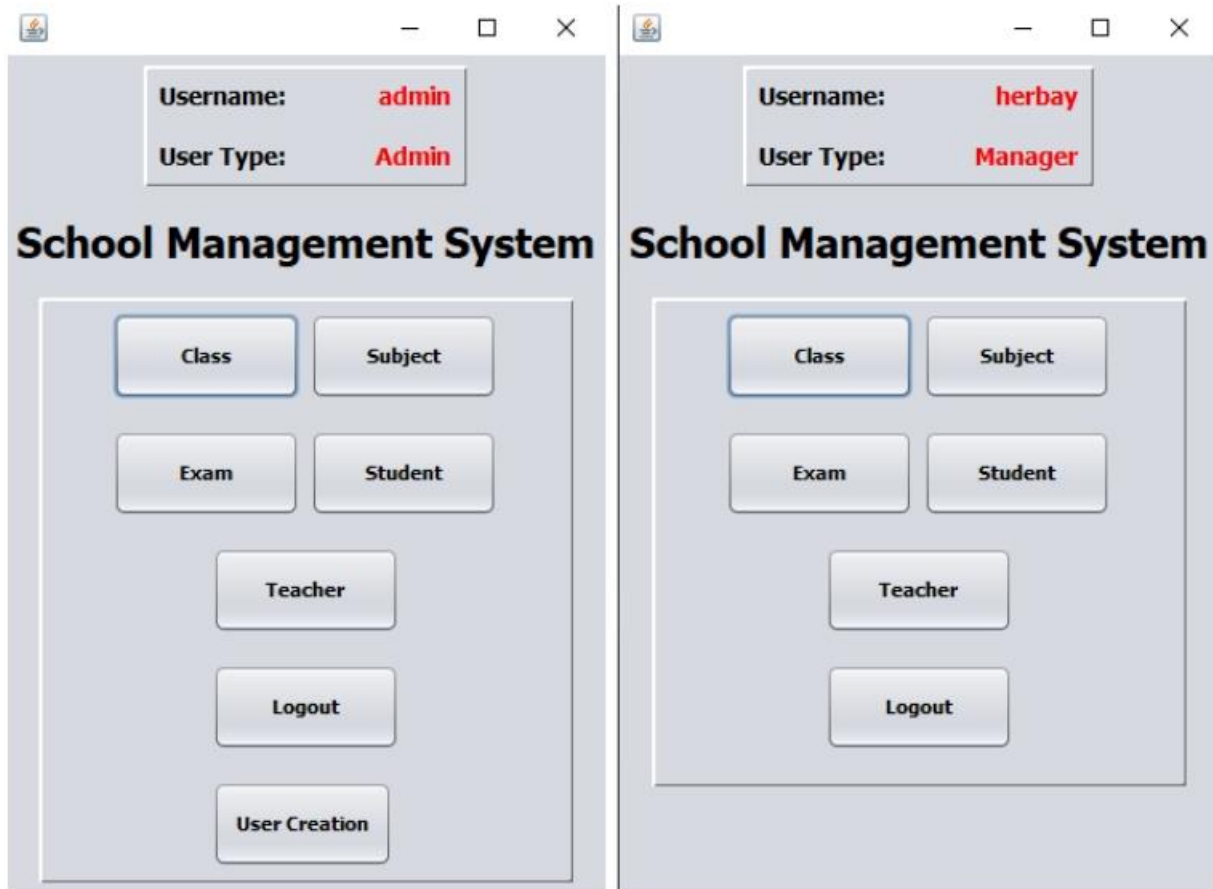 Username: admin
User Type: Admin
School Management System
Class Subject
Exam Student
Teacher
Logout
User Creation
Username: herbay
User Type: Manager
School Management System
Class Subject
Exam Student
Teacher
Logout